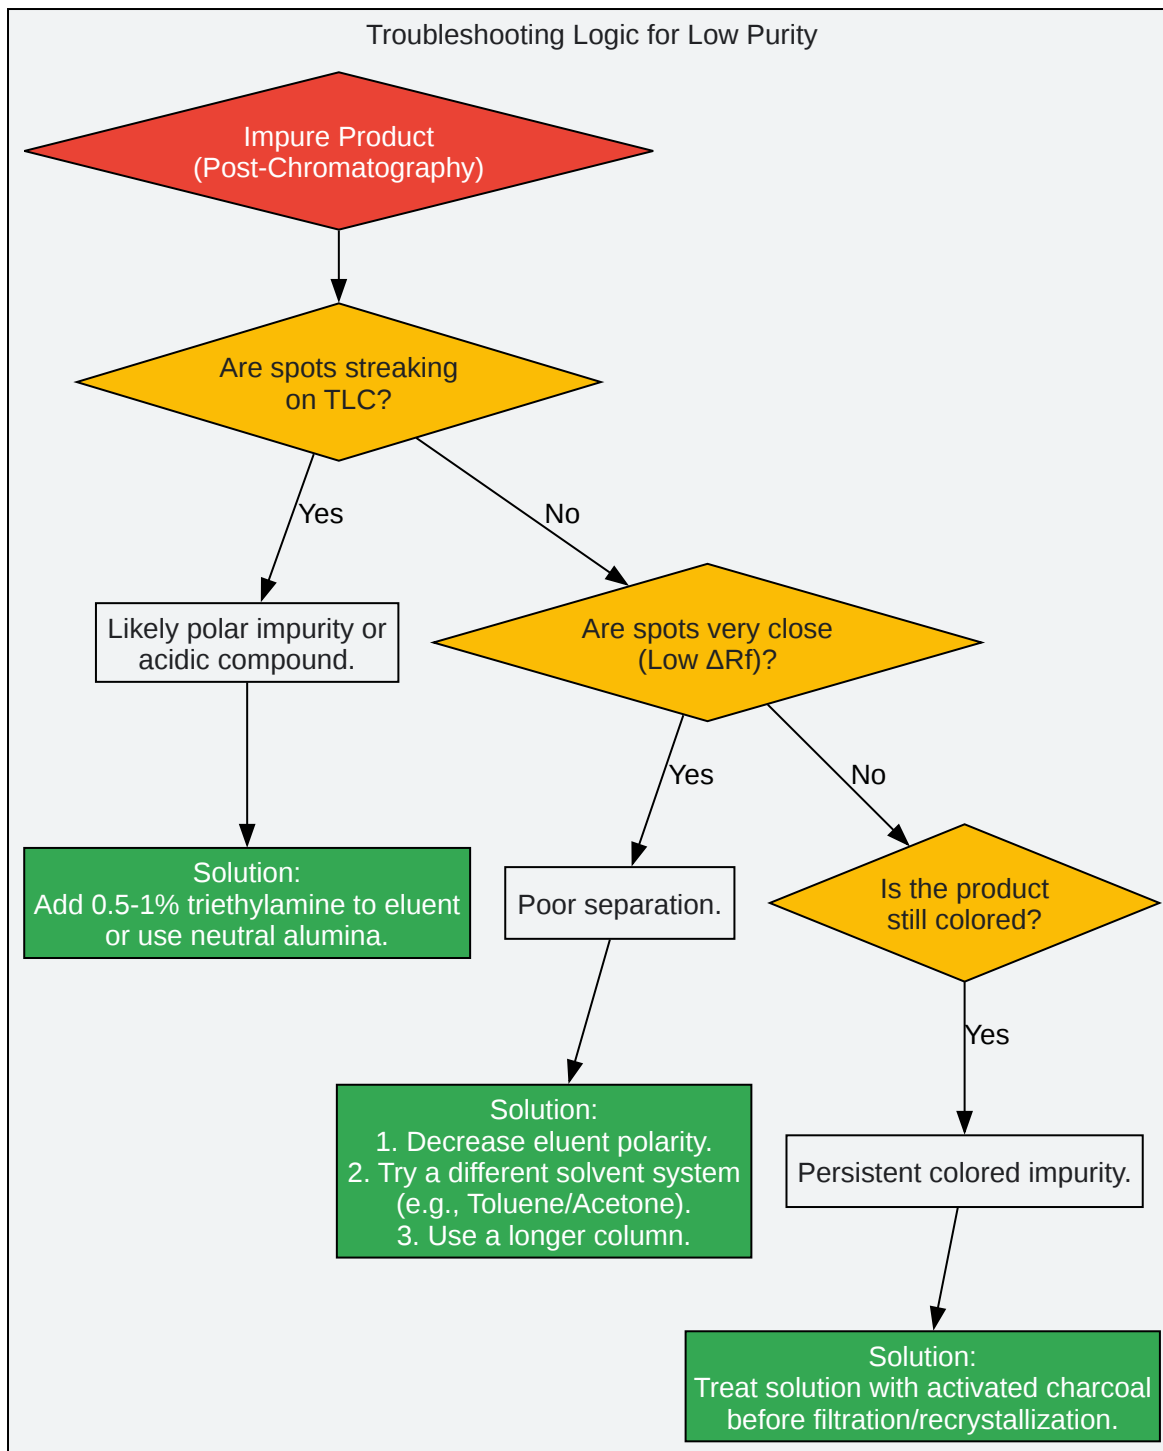 Troubleshooting Logic for Low Purity
Impure Product
(Post-Chromatography)
Are spots streaking
on TLC?
Yes
No
Likely polar impurity or
acidic compound.
Are spots very close
(Low ΔRf)?
Yes
No
Solution:
Add 0.5-1% triethylamine to eluent
or use neutral alumina.
Poor separation.
Is the product
still colored?
Yes
Solution:
1. Decrease eluent polarity.
2. Try a different solvent system
(e.g., Toluene/Acetone).
3. Use a longer column.
Persistent colored impurity.
Solution:
Treat solution with activated charcoal
before filtration/recrystallization.